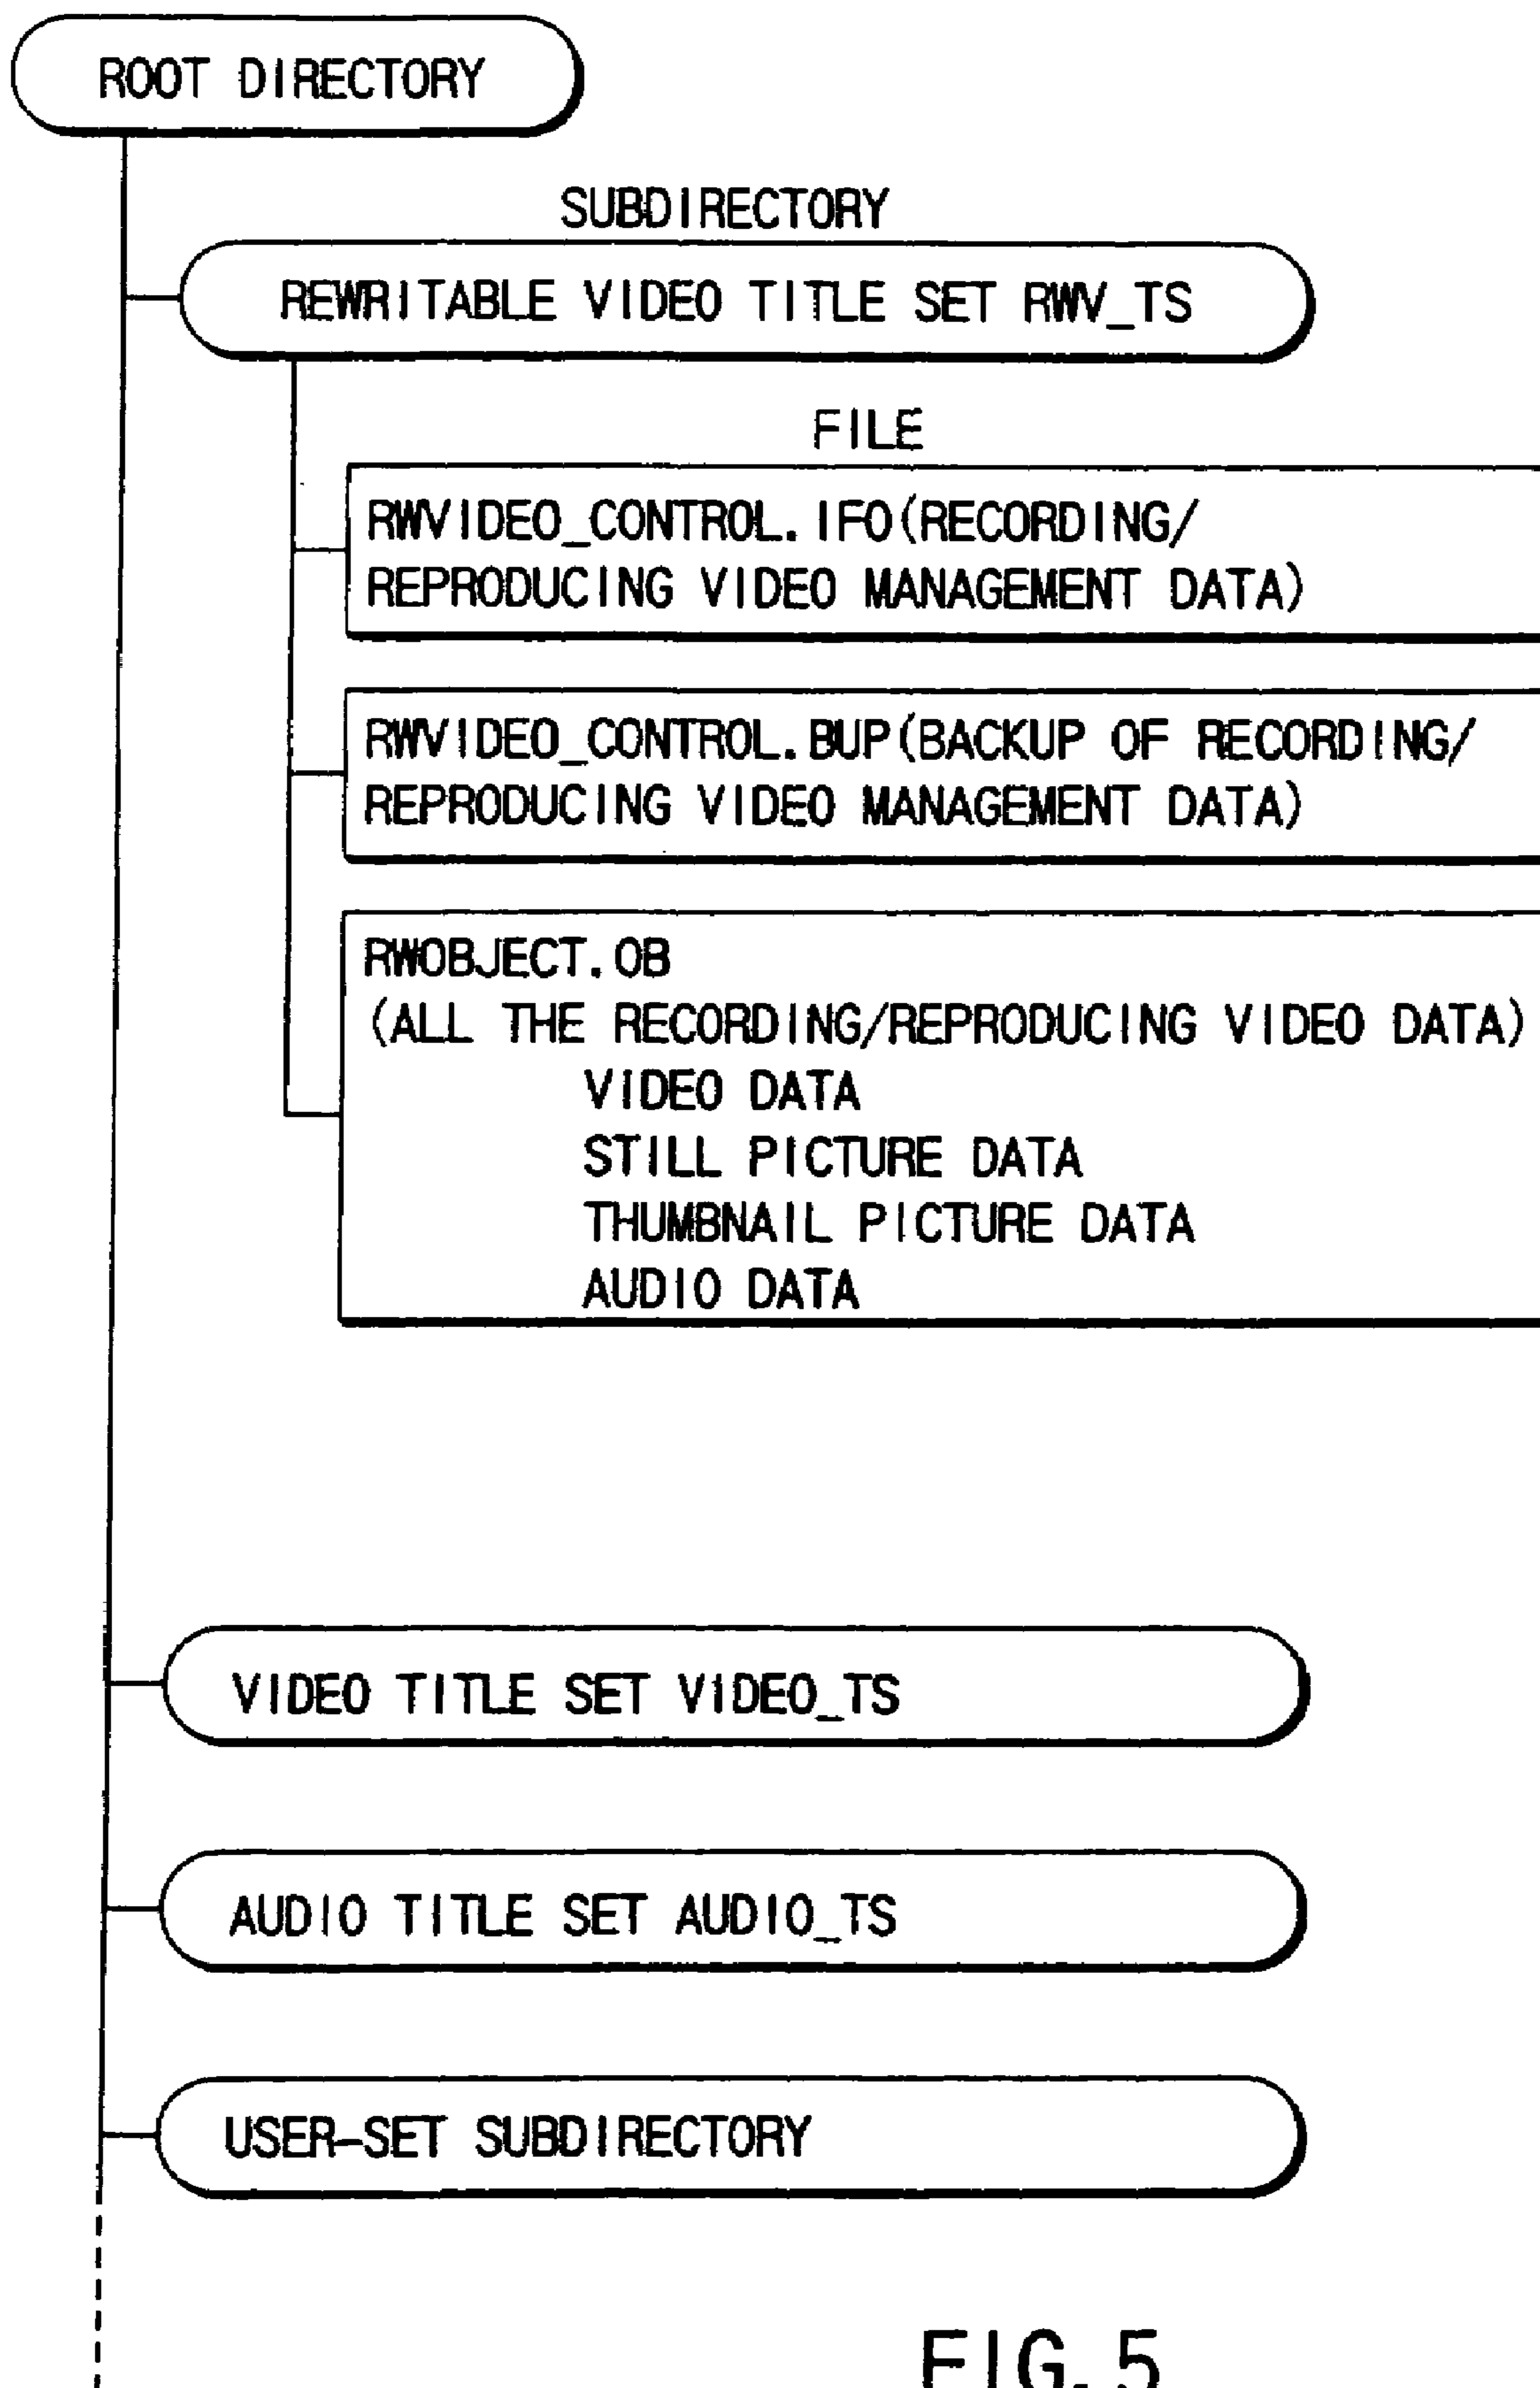 ROOT DIRECTORY
SUBDIRECTORY
REWRITABLE VIDEO TITLE SET RWV_TS
FILE
RWVIDEO_CONTROL.IFO(RECORDING/
REPRODUCING VIDEO MANAGEMENT DATA)
RWVIDEO_CONTROL.BUP(BACKUP OF RECORDING/
REPRODUCING VIDEO MANAGEMENT DATA)
RWOBJECT.OB
(ALL THE RECORDING/REPRODUCING VIDEO DATA)
VIDEO DATA
STILL PICTURE DATA
THUMBNAIL PICTURE DATA
AUDIO DATA
VIDEO TITLE SET VIDEO_TS
AUDIO TITLE SET AUDIO_TS
USER-SET SUBDIRECTORY
FIG.5